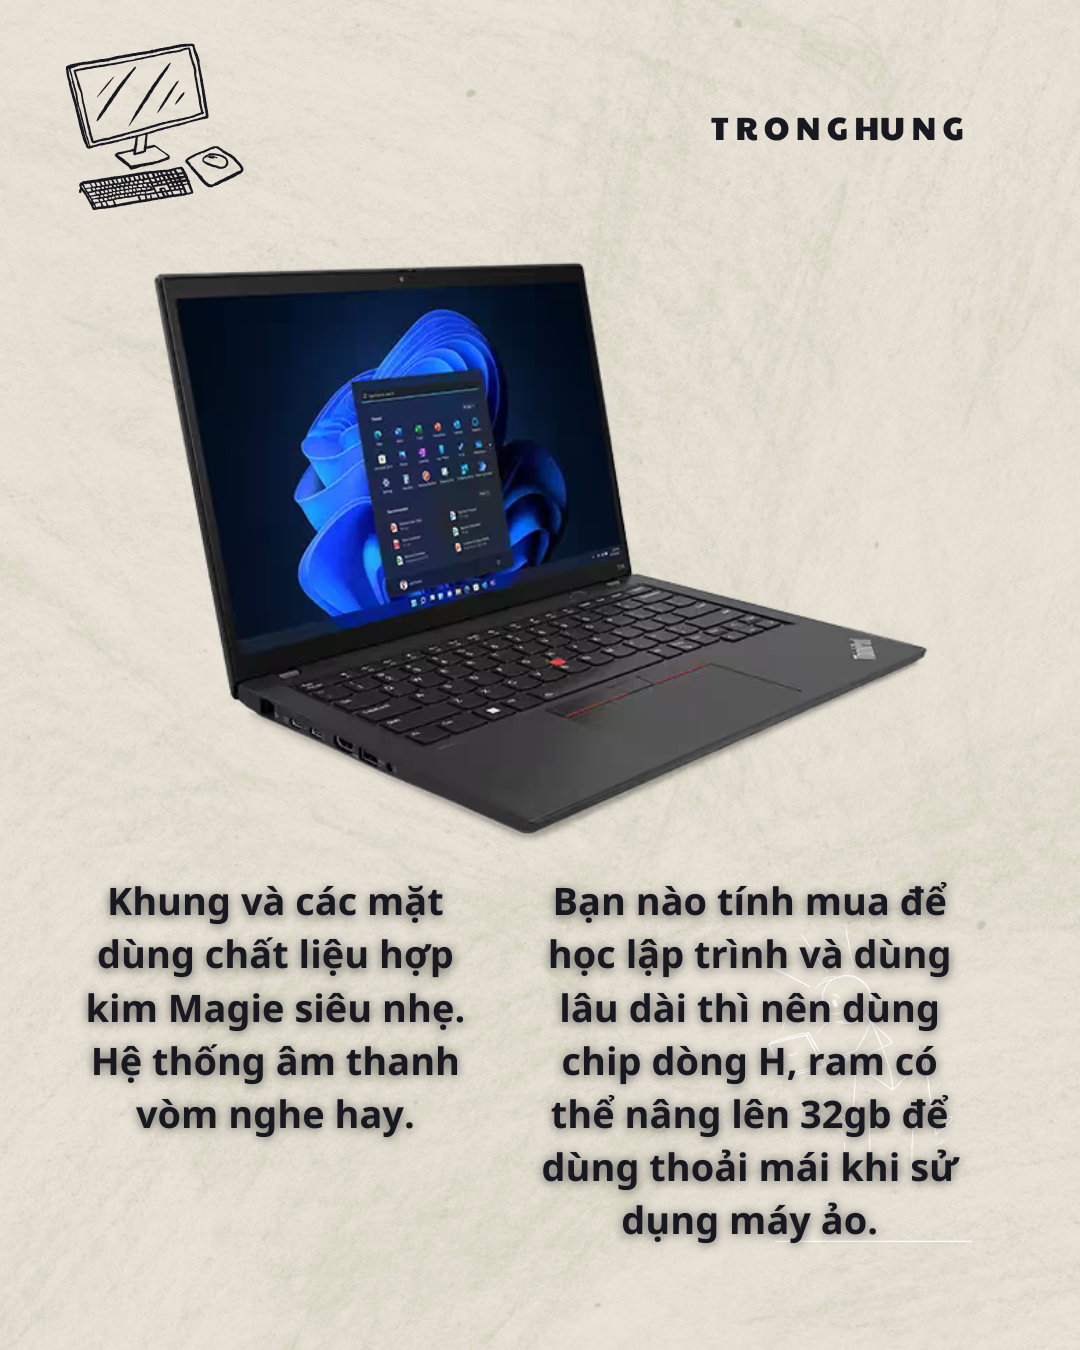 TRONGHUNG
ThinkPad
Khung và các mặt
dùng chất liệu hợp
kim Magie siêu nhẹ.
Hệ thống âm thanh
vòm nghe hay.
Bạn nào tính mua để
học lập trình và dùng
lâu dài thì nên dùng
chip dòng H, ram có
thể nâng lên 32gb để
dùng thoải mái khi sử
dụng máy ảo.